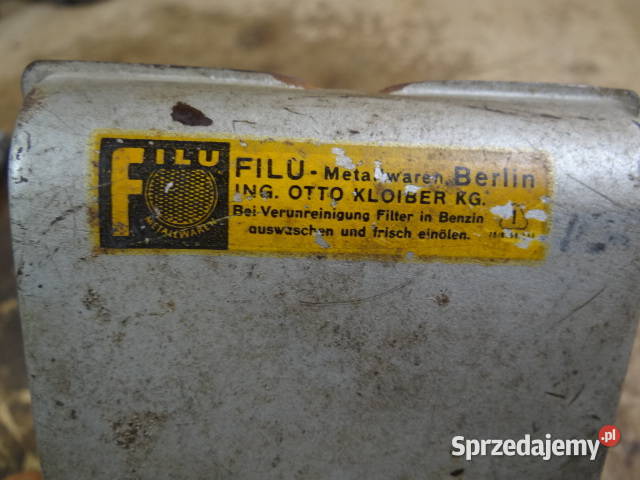 FILU
METALLWAREN
FILU - Metallwaren, Berlin
ING. OTTO KLOIBER KG.
Bei Verunreinigung Filter in Benzin
auswaschen und frisch einölen.
Sprzedajemy.pl